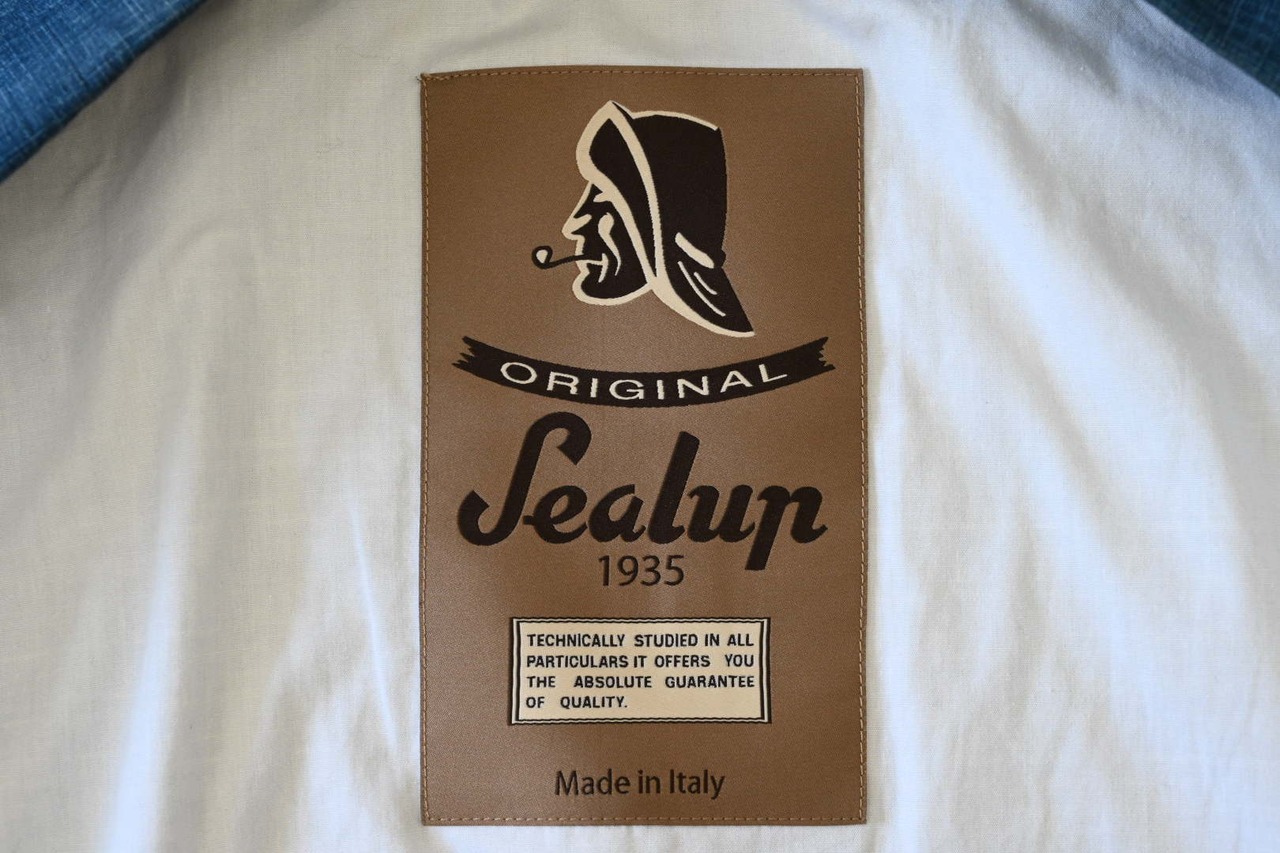 ORIGINAL
Sealup
1935
TECHNICALLY STUDIED IN ALL
PARTICULARS IT OFFERS YOU
THE ABSOLUTE GUARANTEE
OF QUALITY.
Made in Italy